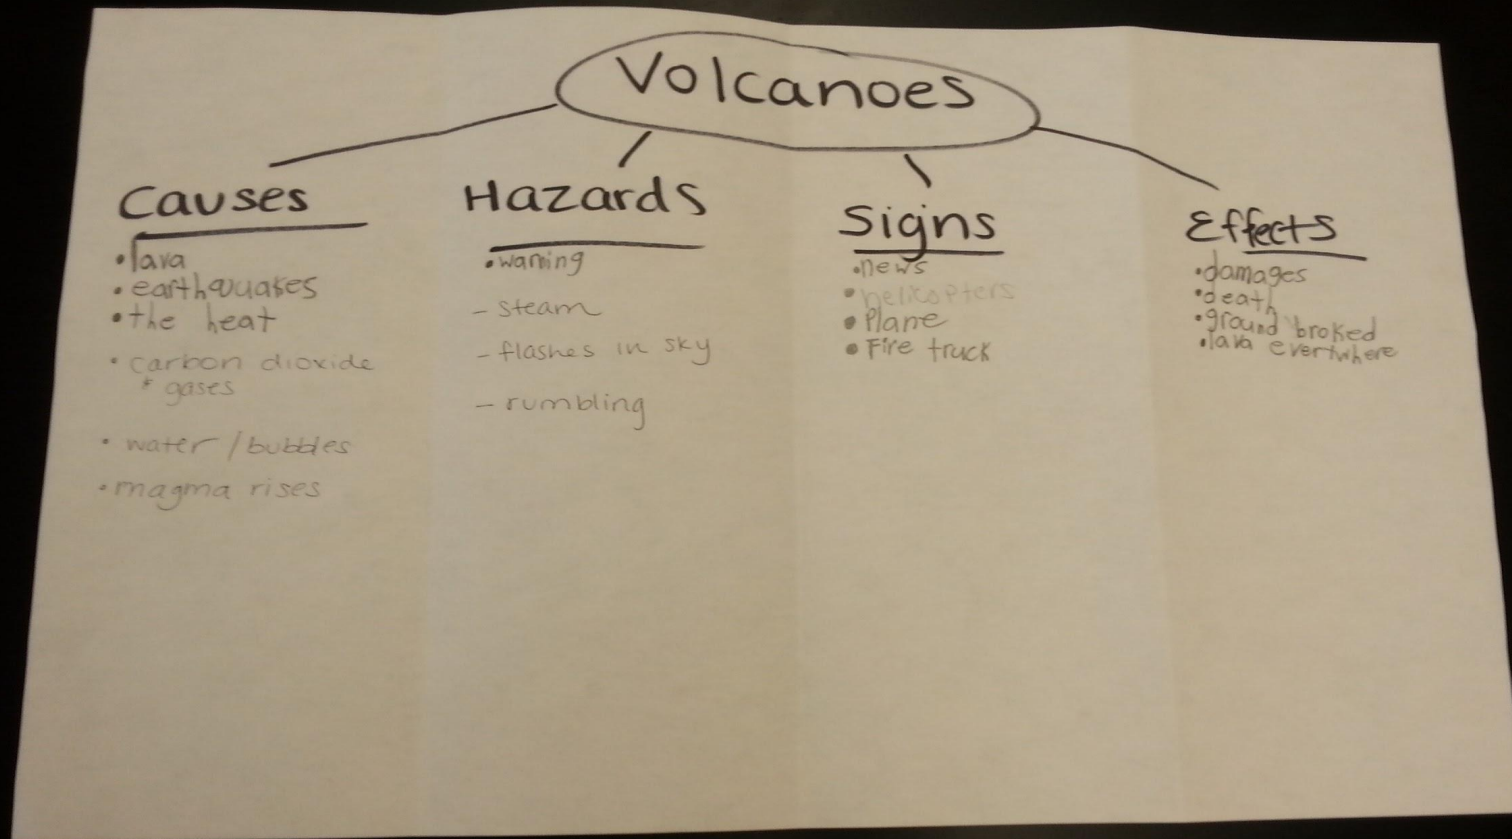 Volcanoes
Causes
•lava
•earthquakes
•the heat
•carbon dioxide
* gases
•water/bubbles
•magma rises
Hazards
•warning
- steam
- flashes in sky
- rumbling
Signs
•news
•helicopters
•Plane
•Fire truck
Effects
•damages
•death
•ground broked
•lava evertwhere